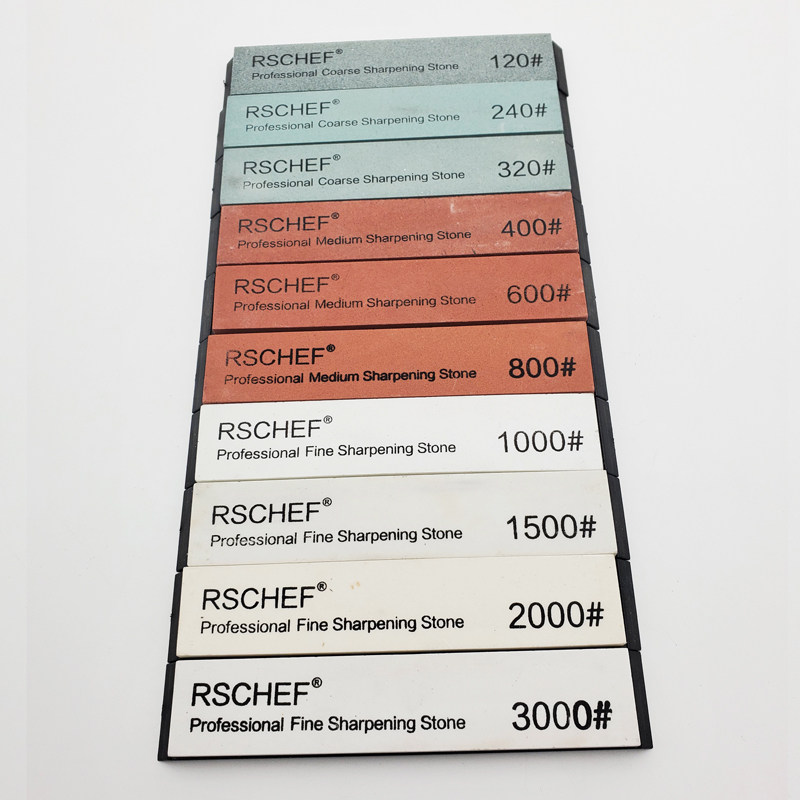 RSCHEF®
Professional Coarse Sharpening Stone 120#
RSCHEF®
Professional Coarse Sharpening Stone 240#
RSCHEF®
Professional Coarse Sharpening Stone 320#
RSCHEF®
Professional Medium Sharpening Stone 400#
RSCHEF®
Professional Medium Sharpening Stone 600#
RSCHEF®
Professional Medium Sharpening Stone 800#
RSCHEF®
Professional Fine Sharpening Stone 1000#
RSCHEF®
Professional Fine Sharpening Stone 1500#
RSCHEF®
Professional Fine Sharpening Stone 2000#
RSCHEF®
Professional Fine Sharpening Stone 3000#